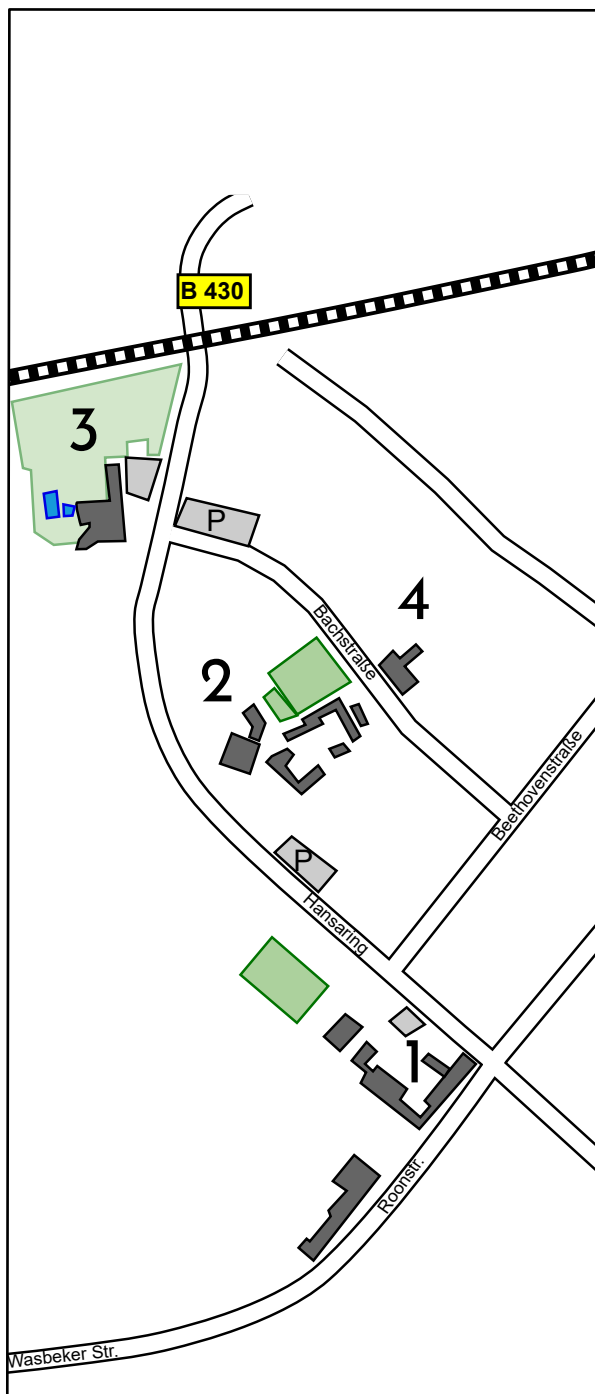 B 430
3
P
4
Bachstraße
2
Beethovenstraße
P
Hansaring
1
Roonstr.
Wasbeker Str.